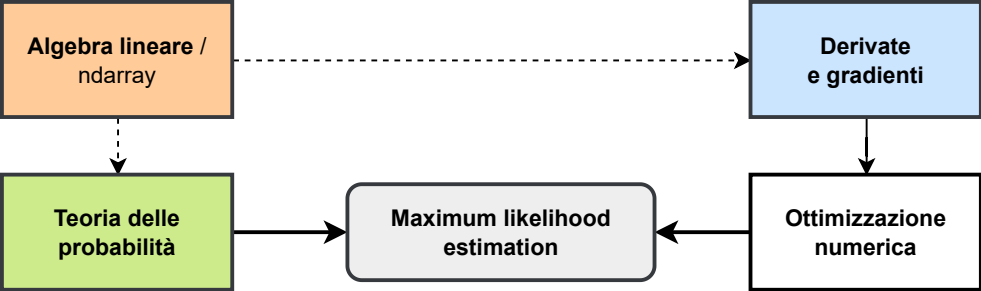 Algebra lineare /
ndarray
Derivate
e gradienti
Teoria delle
probabilità
Maximum likelihood
estimation
Ottimizzazione
numerica